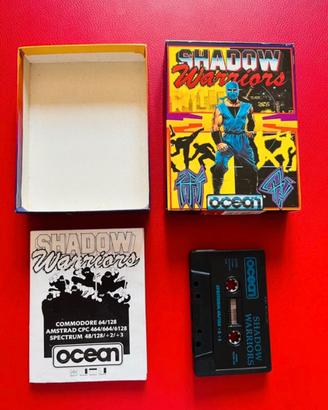 SHADOW
Warriors
ocean
SHADOW
Warriors
COMMODORE 64/128
AMSTRAD CPC 464/664/6128
SPECTRUM 48/128/+2/+3
ocean
ocean
SHADOW
WARRIORS